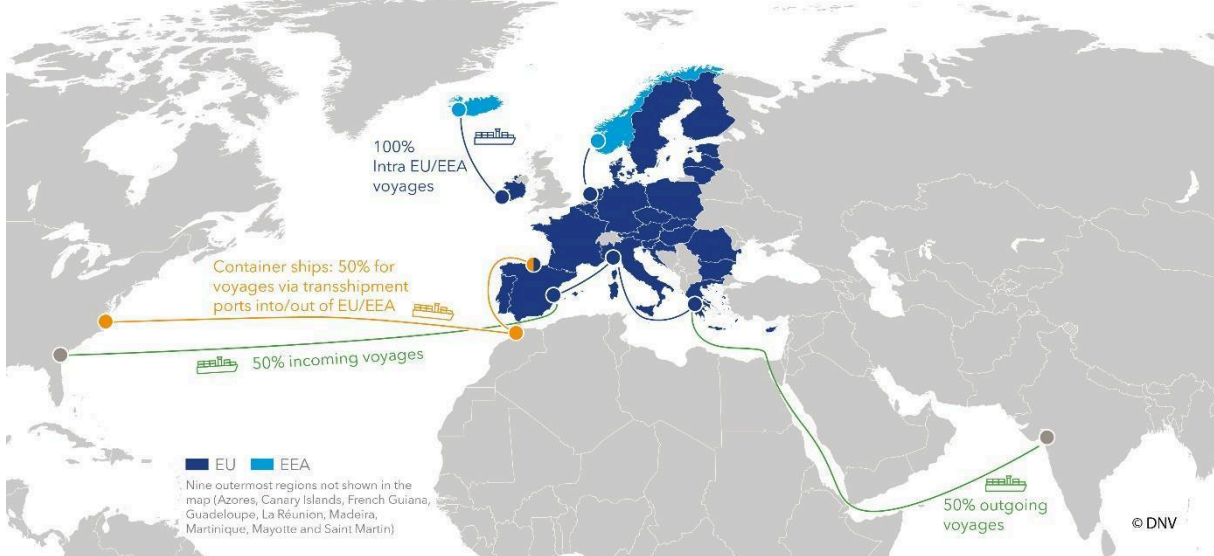 100%
Intra EU/EEA
voyages
Container ships: 50% for
voyages via transshipment
ports into/out of EU/EEA
50% incoming voyages
EU EEA
Nine outermost regions not shown in the
map (Azores, Canary Islands, French Guiana,
Guadeloupe, La Réunion, Madeira,
Martinique, Mayotte and Saint Martin)
50% outgoing
voyages
© DNV